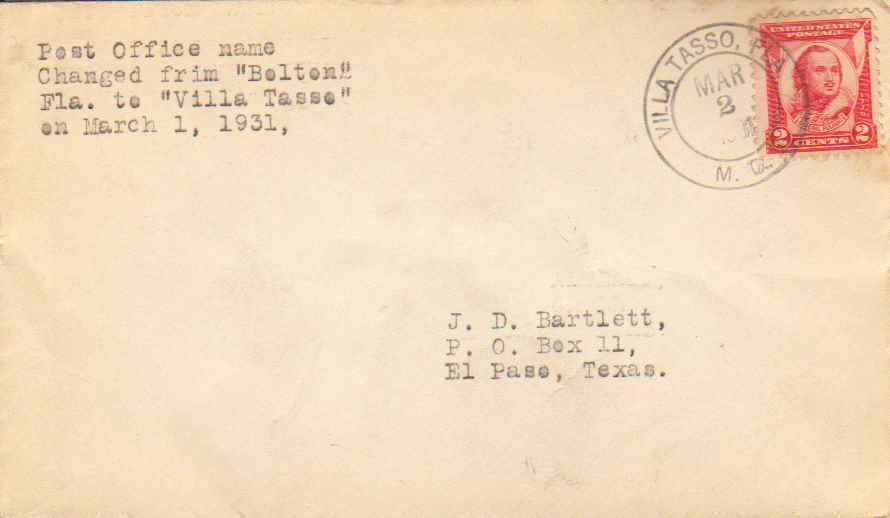 Post Office name
Changed frim "Bolton"
Fla. to "Villa Tasso"
on March 1, 1931,
VILLA TASSO, FLA.
MAR
2
M. O.
UNITED STATES
POSTAGE
2 CENTS 2
J. D. Bartlett,
P. O. Box 11,
El Paso, Texas.